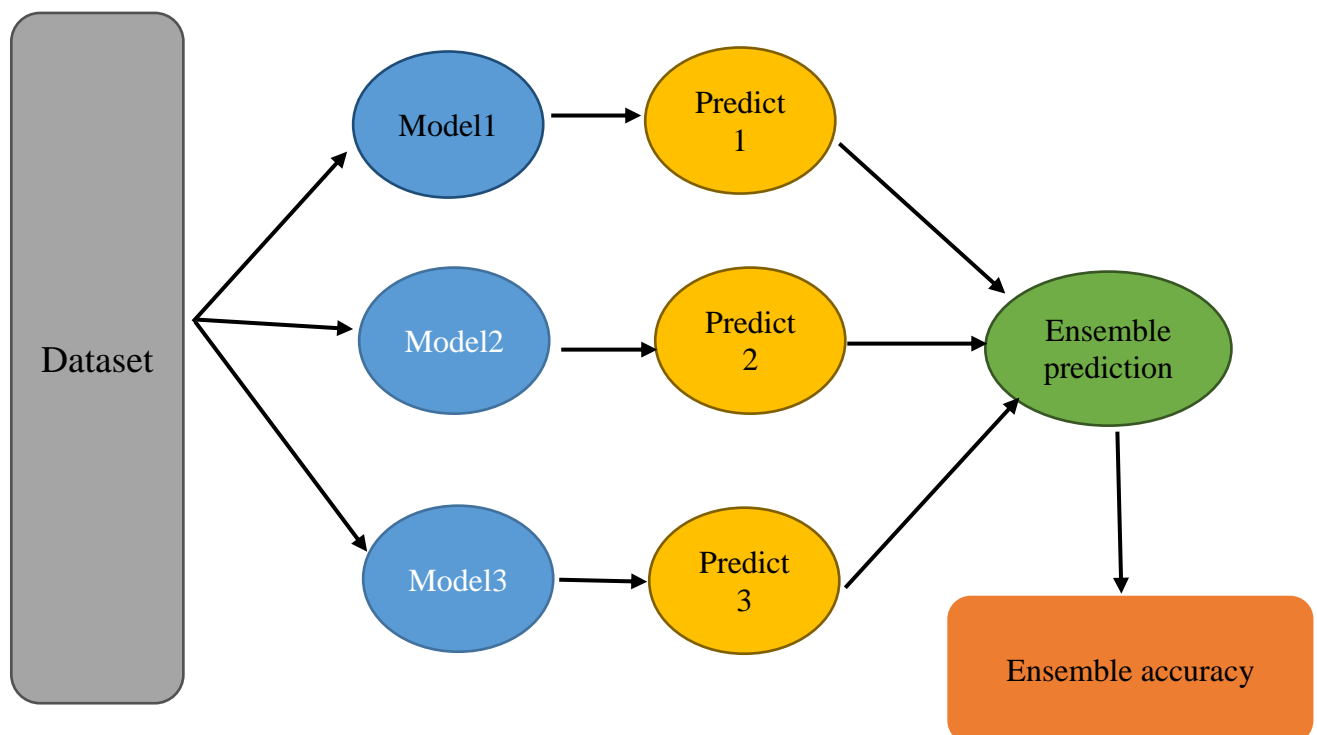 Dataset
Model1
Predict
1
Model2
Predict
2
Model3
Predict
3
Ensemble
prediction
Ensemble accuracy